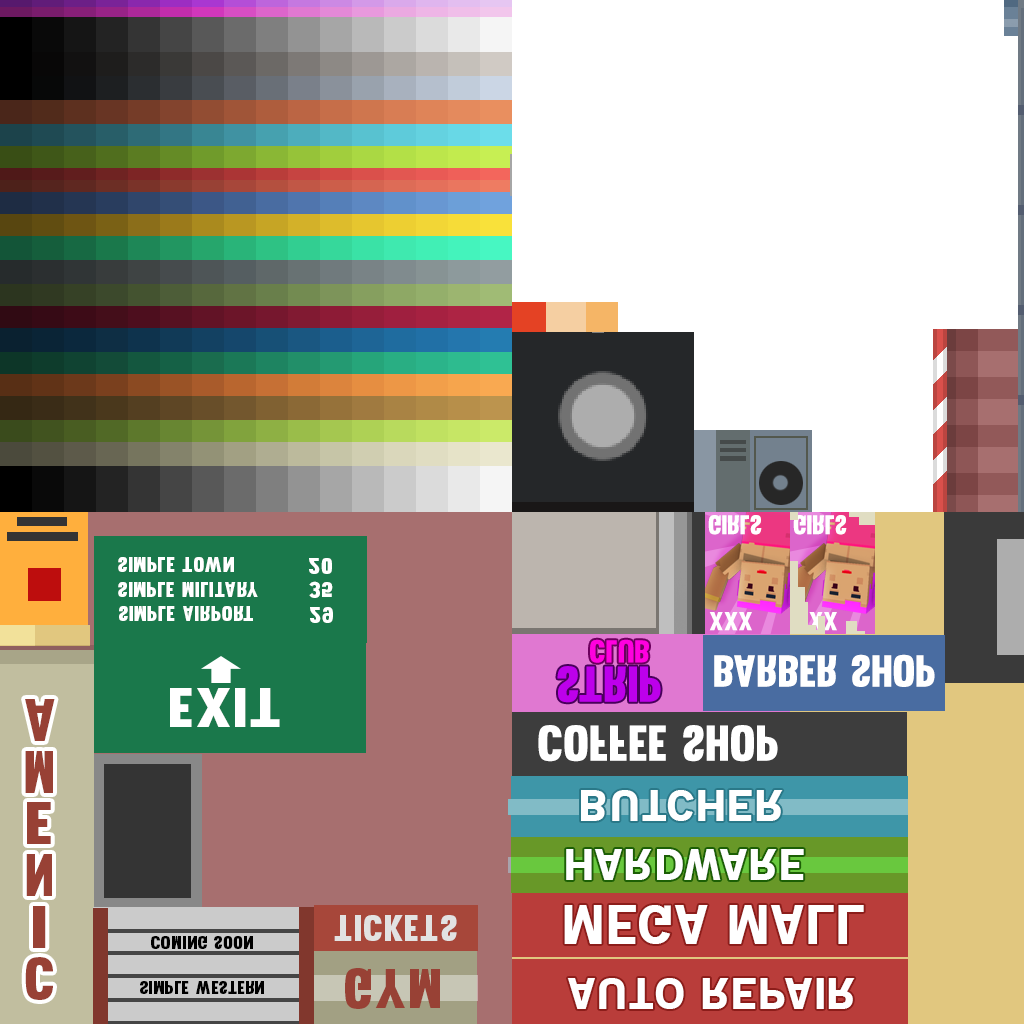 CINEMA
EXIT
SIMPLE AIRPORT 29
SIMPLE MILITARY 35
SIMPLE TOWN 20
SIMPLE WESTERN
COMING SOON
GYM
TICKETS
AUTO REPAIR
MEGA MALL
HARDWARE
BUTCHER
COFFEE SHOP
STRIP
CLUB
BARBER SHOP
XXX
GIRLS
XX
GIRLS